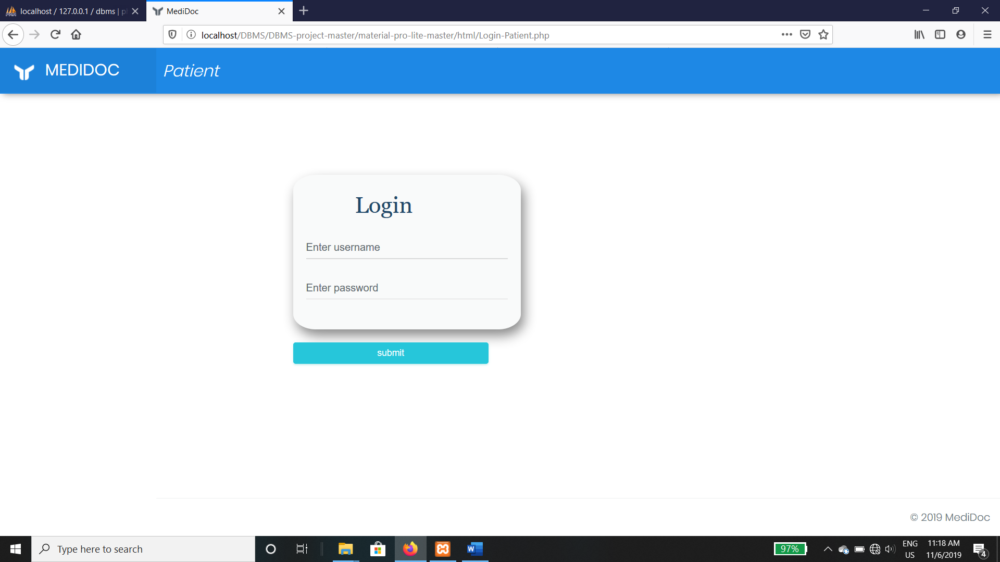 localhost / 127.0.0.1 / dbms |
MediDoc
localhost/DBMS/DBMS-project-master/material-pro-lite-master/html/Login-Patient.php
MEDIDOC
Patient
Login
Enter username
Enter password
submit
© 2019 MediDoc
Type here to search
97%
ENG
US
11:18 AM
11/6/2019
4